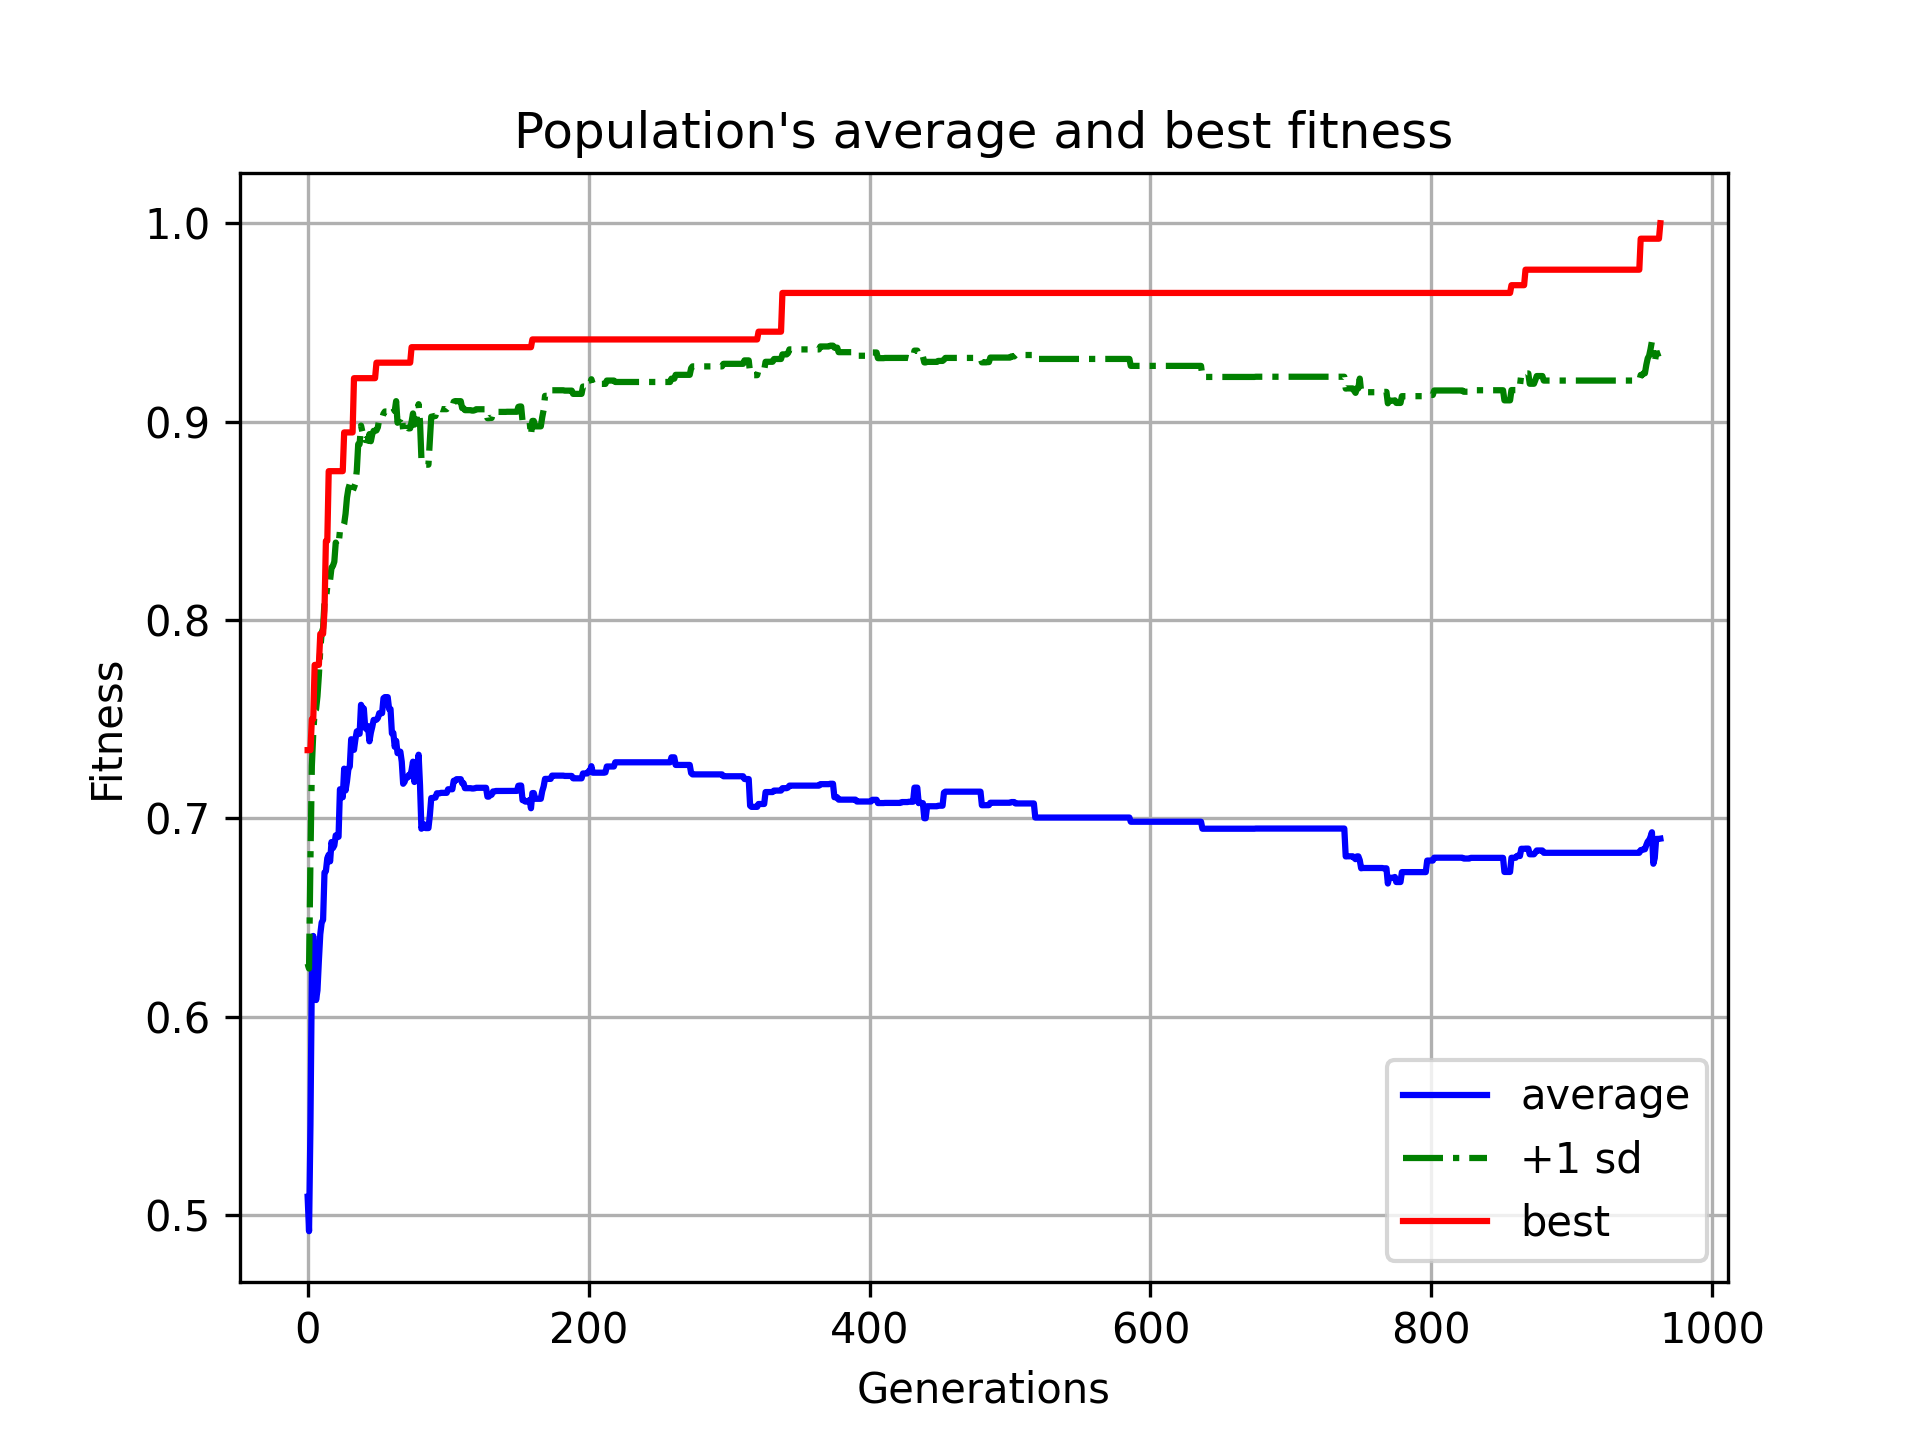 Population's average and best fitness
1.0
0.9
0.8
0.7
0.6
0.5
Fitness
average
+1 sd
best
0 200 400 600 800 1000
Generations